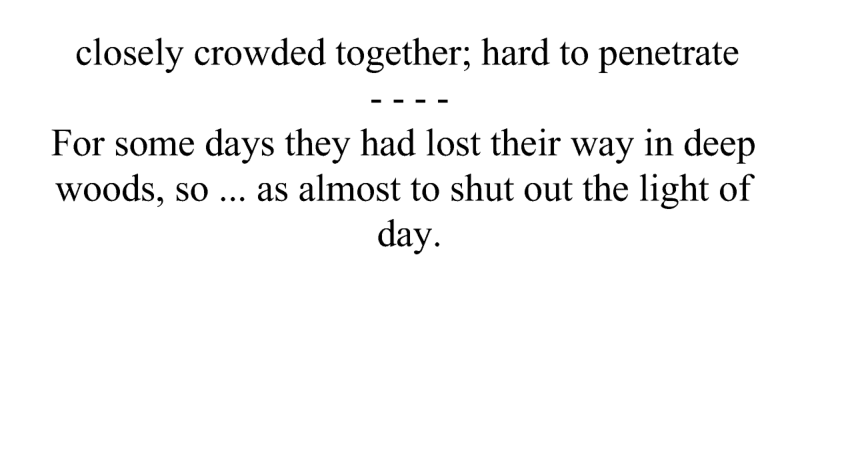 closely crowded together; hard to penetrate
- - - -
For some days they had lost their way in deep
woods, so ... as almost to shut out the light of
day.